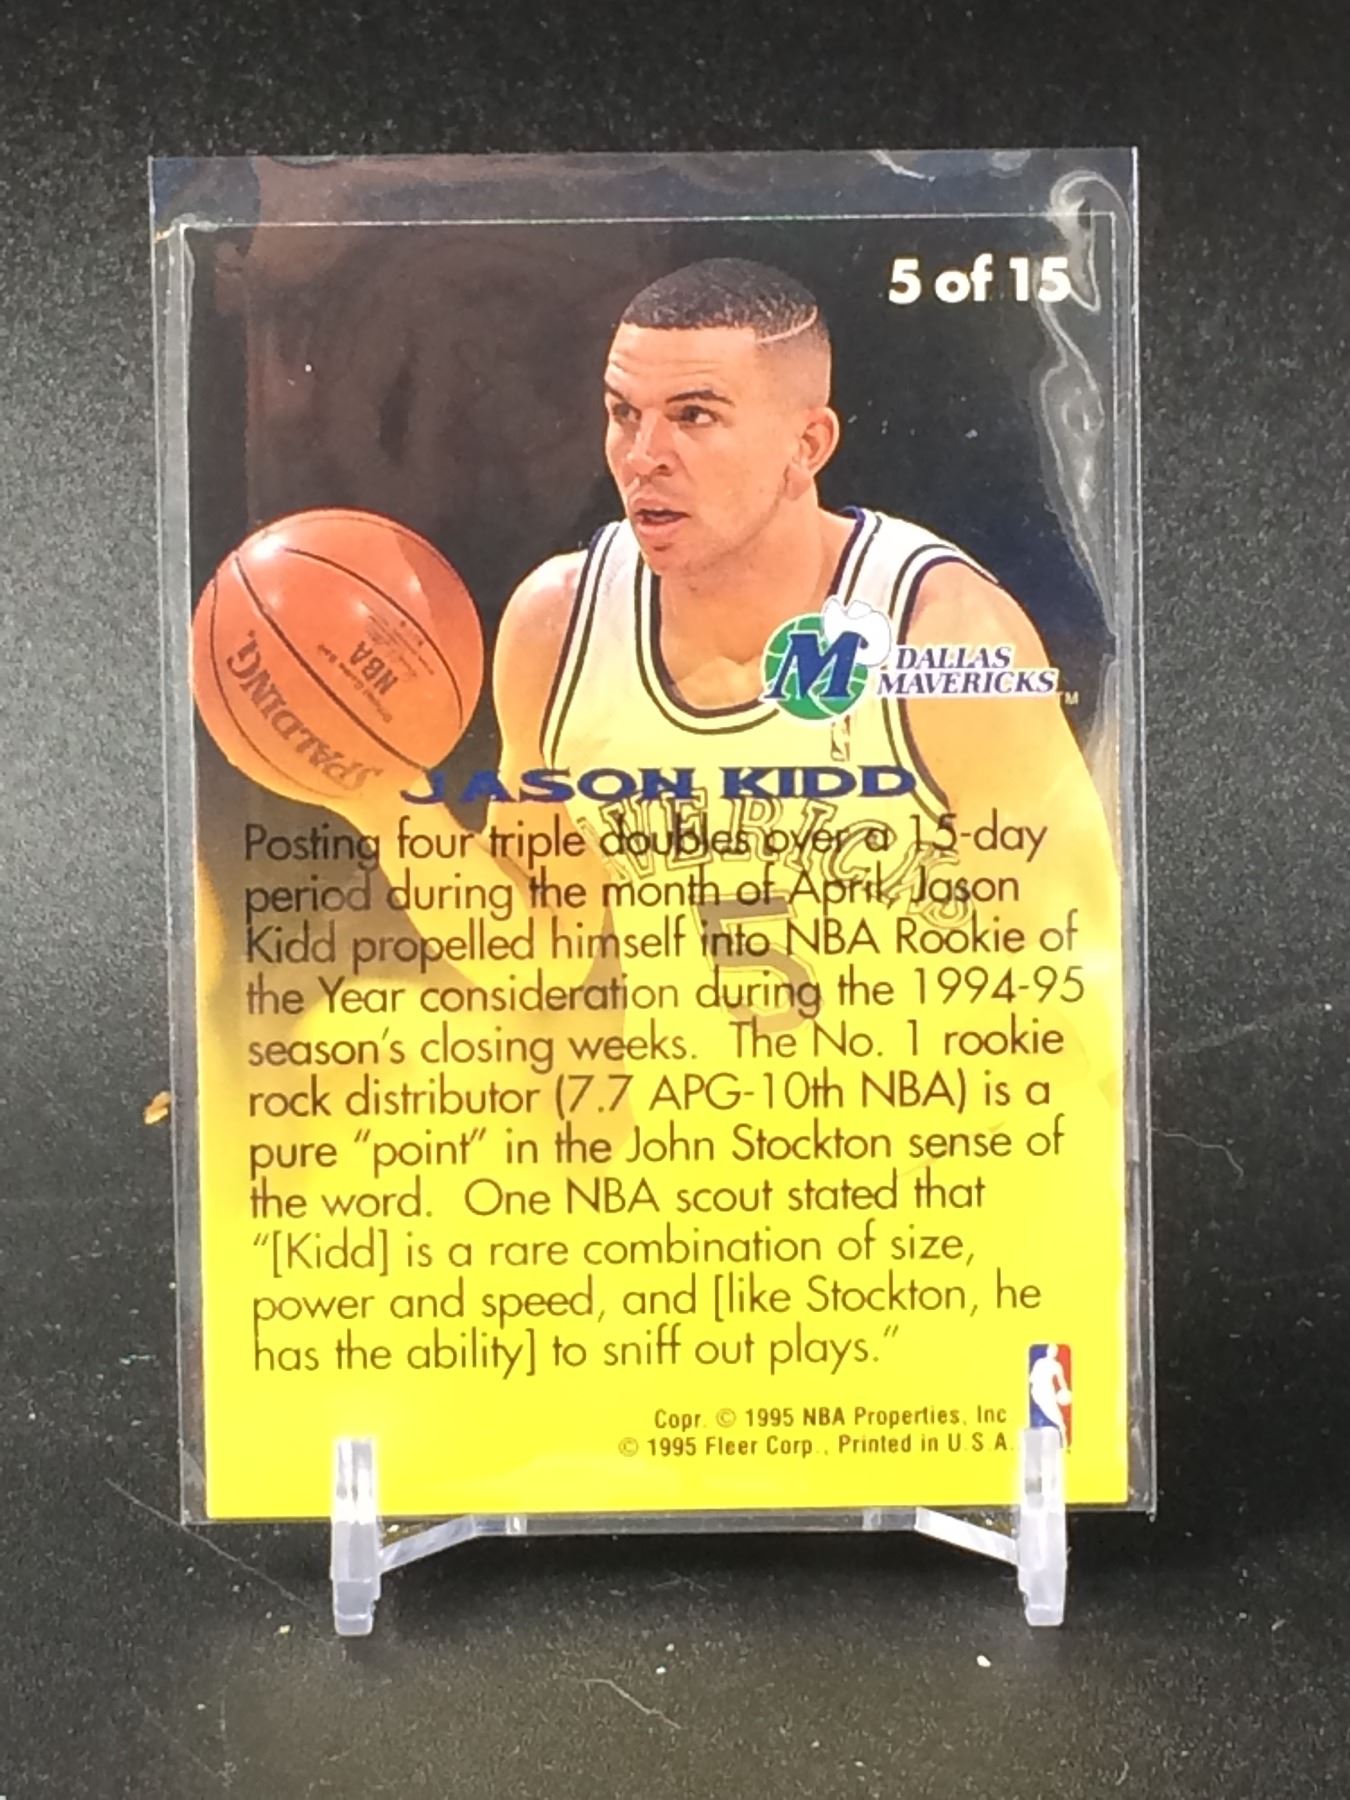 5 of 15
SPALDING
NBA
M DALLAS
MAVERICKS TM
JASON KIDD
Posting four triple doubles over a 15-day
period during the month of April, Jason
Kidd propelled himself into NBA Rookie of
the Year consideration during the 1994-95
season's closing weeks. The No. 1 rookie
rock distributor (7.7 APG-10th NBA) is a
pure "point" in the John Stockton sense of
the word. One NBA scout stated that
"[Kidd] is a rare combination of size,
power and speed, and [like Stockton, he
has the ability] to sniff out plays."
5
Copr. © 1995 NBA Properties, Inc
© 1995 Fleer Corp., Printed in U.S.A.